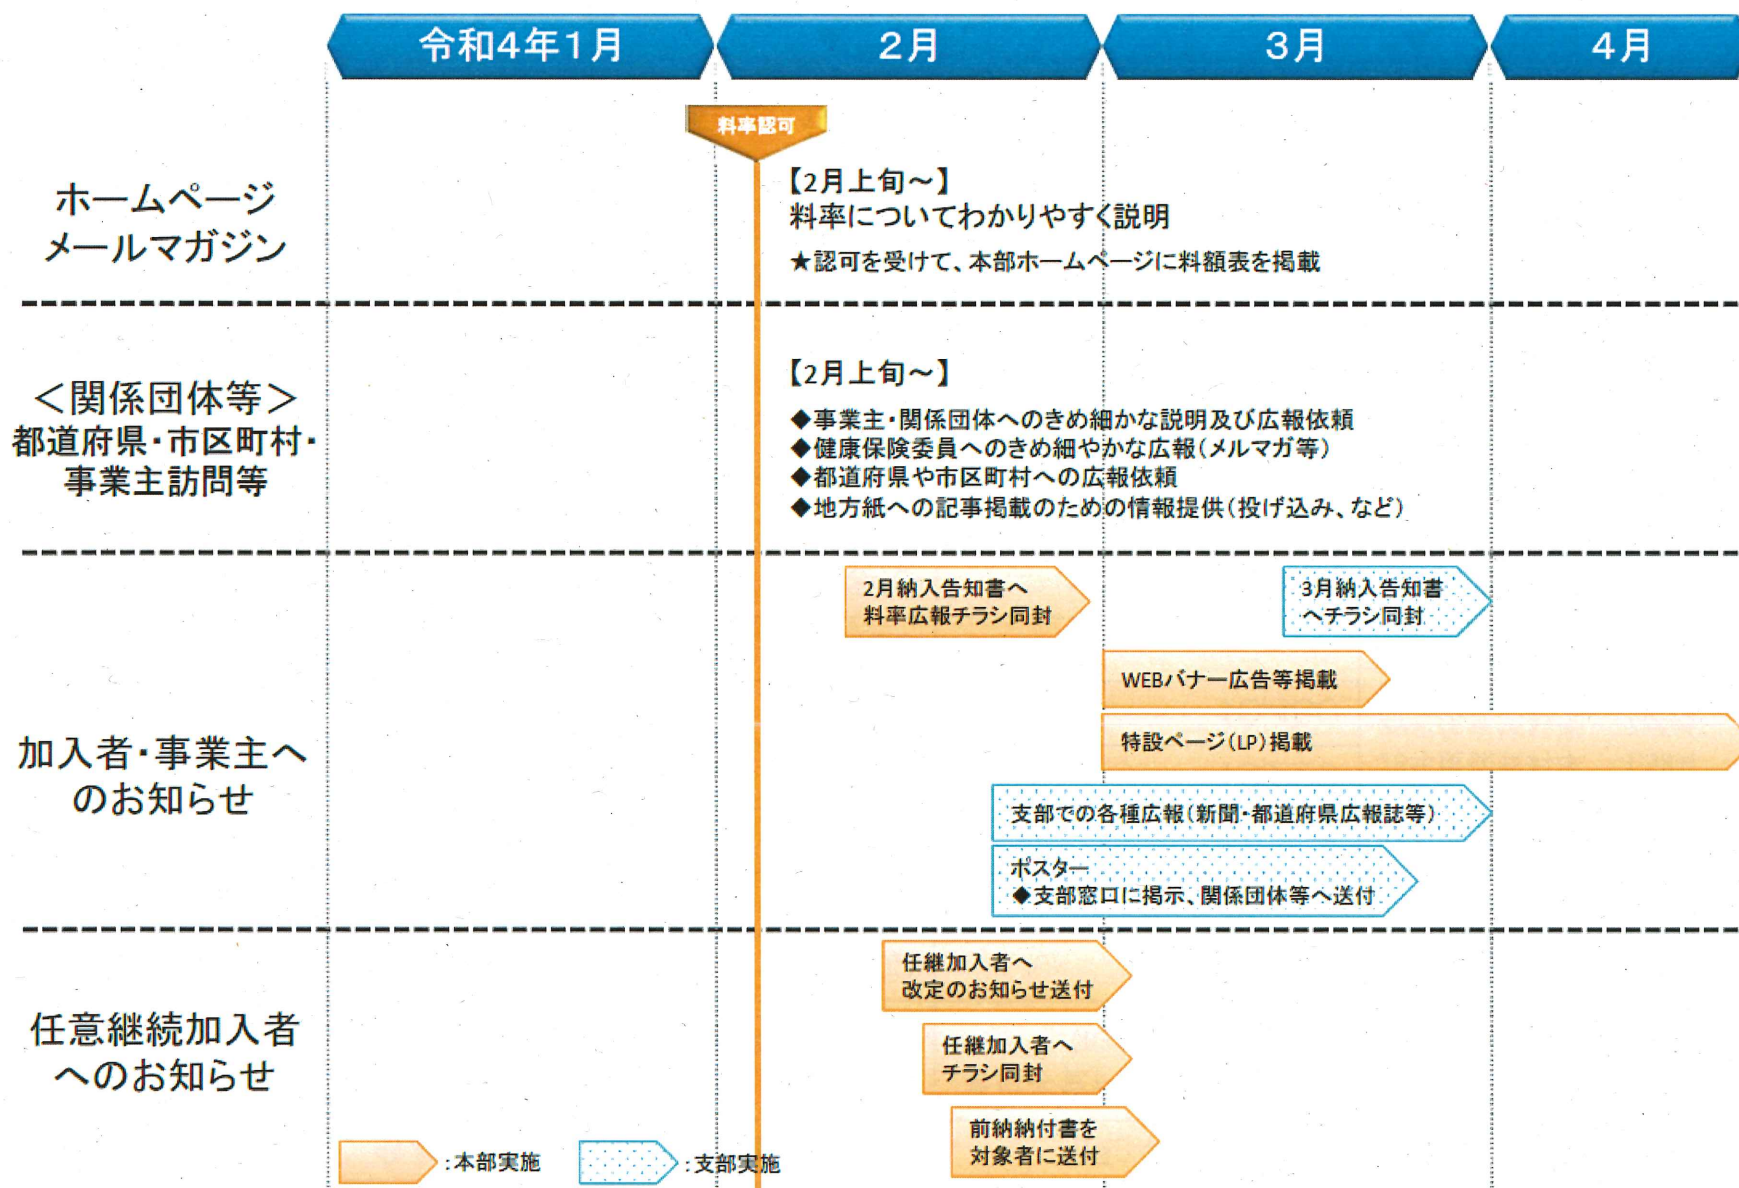 令和4年1月
2月
3月
4月
料率認可
ホームページ
メールマガジン
【2月上旬～】
料率についてわかりやすく説明
★認可を受けて、本部ホームページに料額表を掲載
＜関係団体等＞
都道府県・市区町村・
事業主訪問等
【2月上旬～】
◆事業主・関係団体へのきめ細かな説明及び広報依頼
◆健康保険委員へのきめ細やかな広報（メルマガ等）
◆都道府県や市区町村への広報依頼
◆地方紙への記事掲載のための情報提供（投げ込み、など）
加入者・事業主へ
のお知らせ
2月納入告知書へ
料率広報チラシ同封
3月納入告知書
へチラシ同封
WEBバナー広告等掲載
特設ページ（LP）掲載
支部での各種広報（新聞・都道府県広報誌等）
ポスター
◆支部窓口に掲示、関係団体等へ送付
任意継続加入者
へのお知らせ
任継加入者へ
改定のお知らせ送付
任継加入者へ
チラシ同封
前納納付書を
対象者に送付
：本部実施
：支部実施